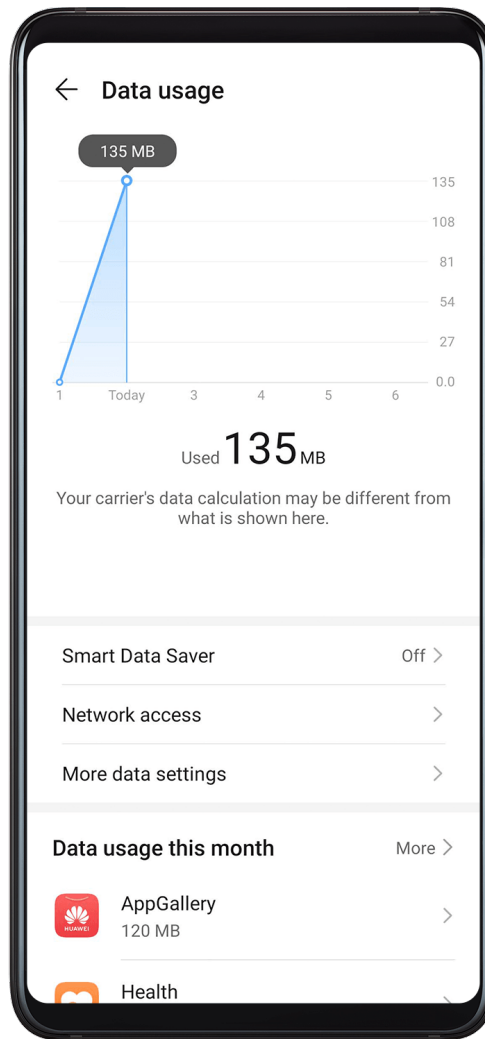 Data usage
135 MB
135
108
81
54
27
0.0
1 Today 3 4 5 6
Used 135 MB
Your carrier's data calculation may be different from
what is shown here.
Smart Data Saver Off
Network access
More data settings
Data usage this month More
AppGallery
HUAWEI
120 MB
Health